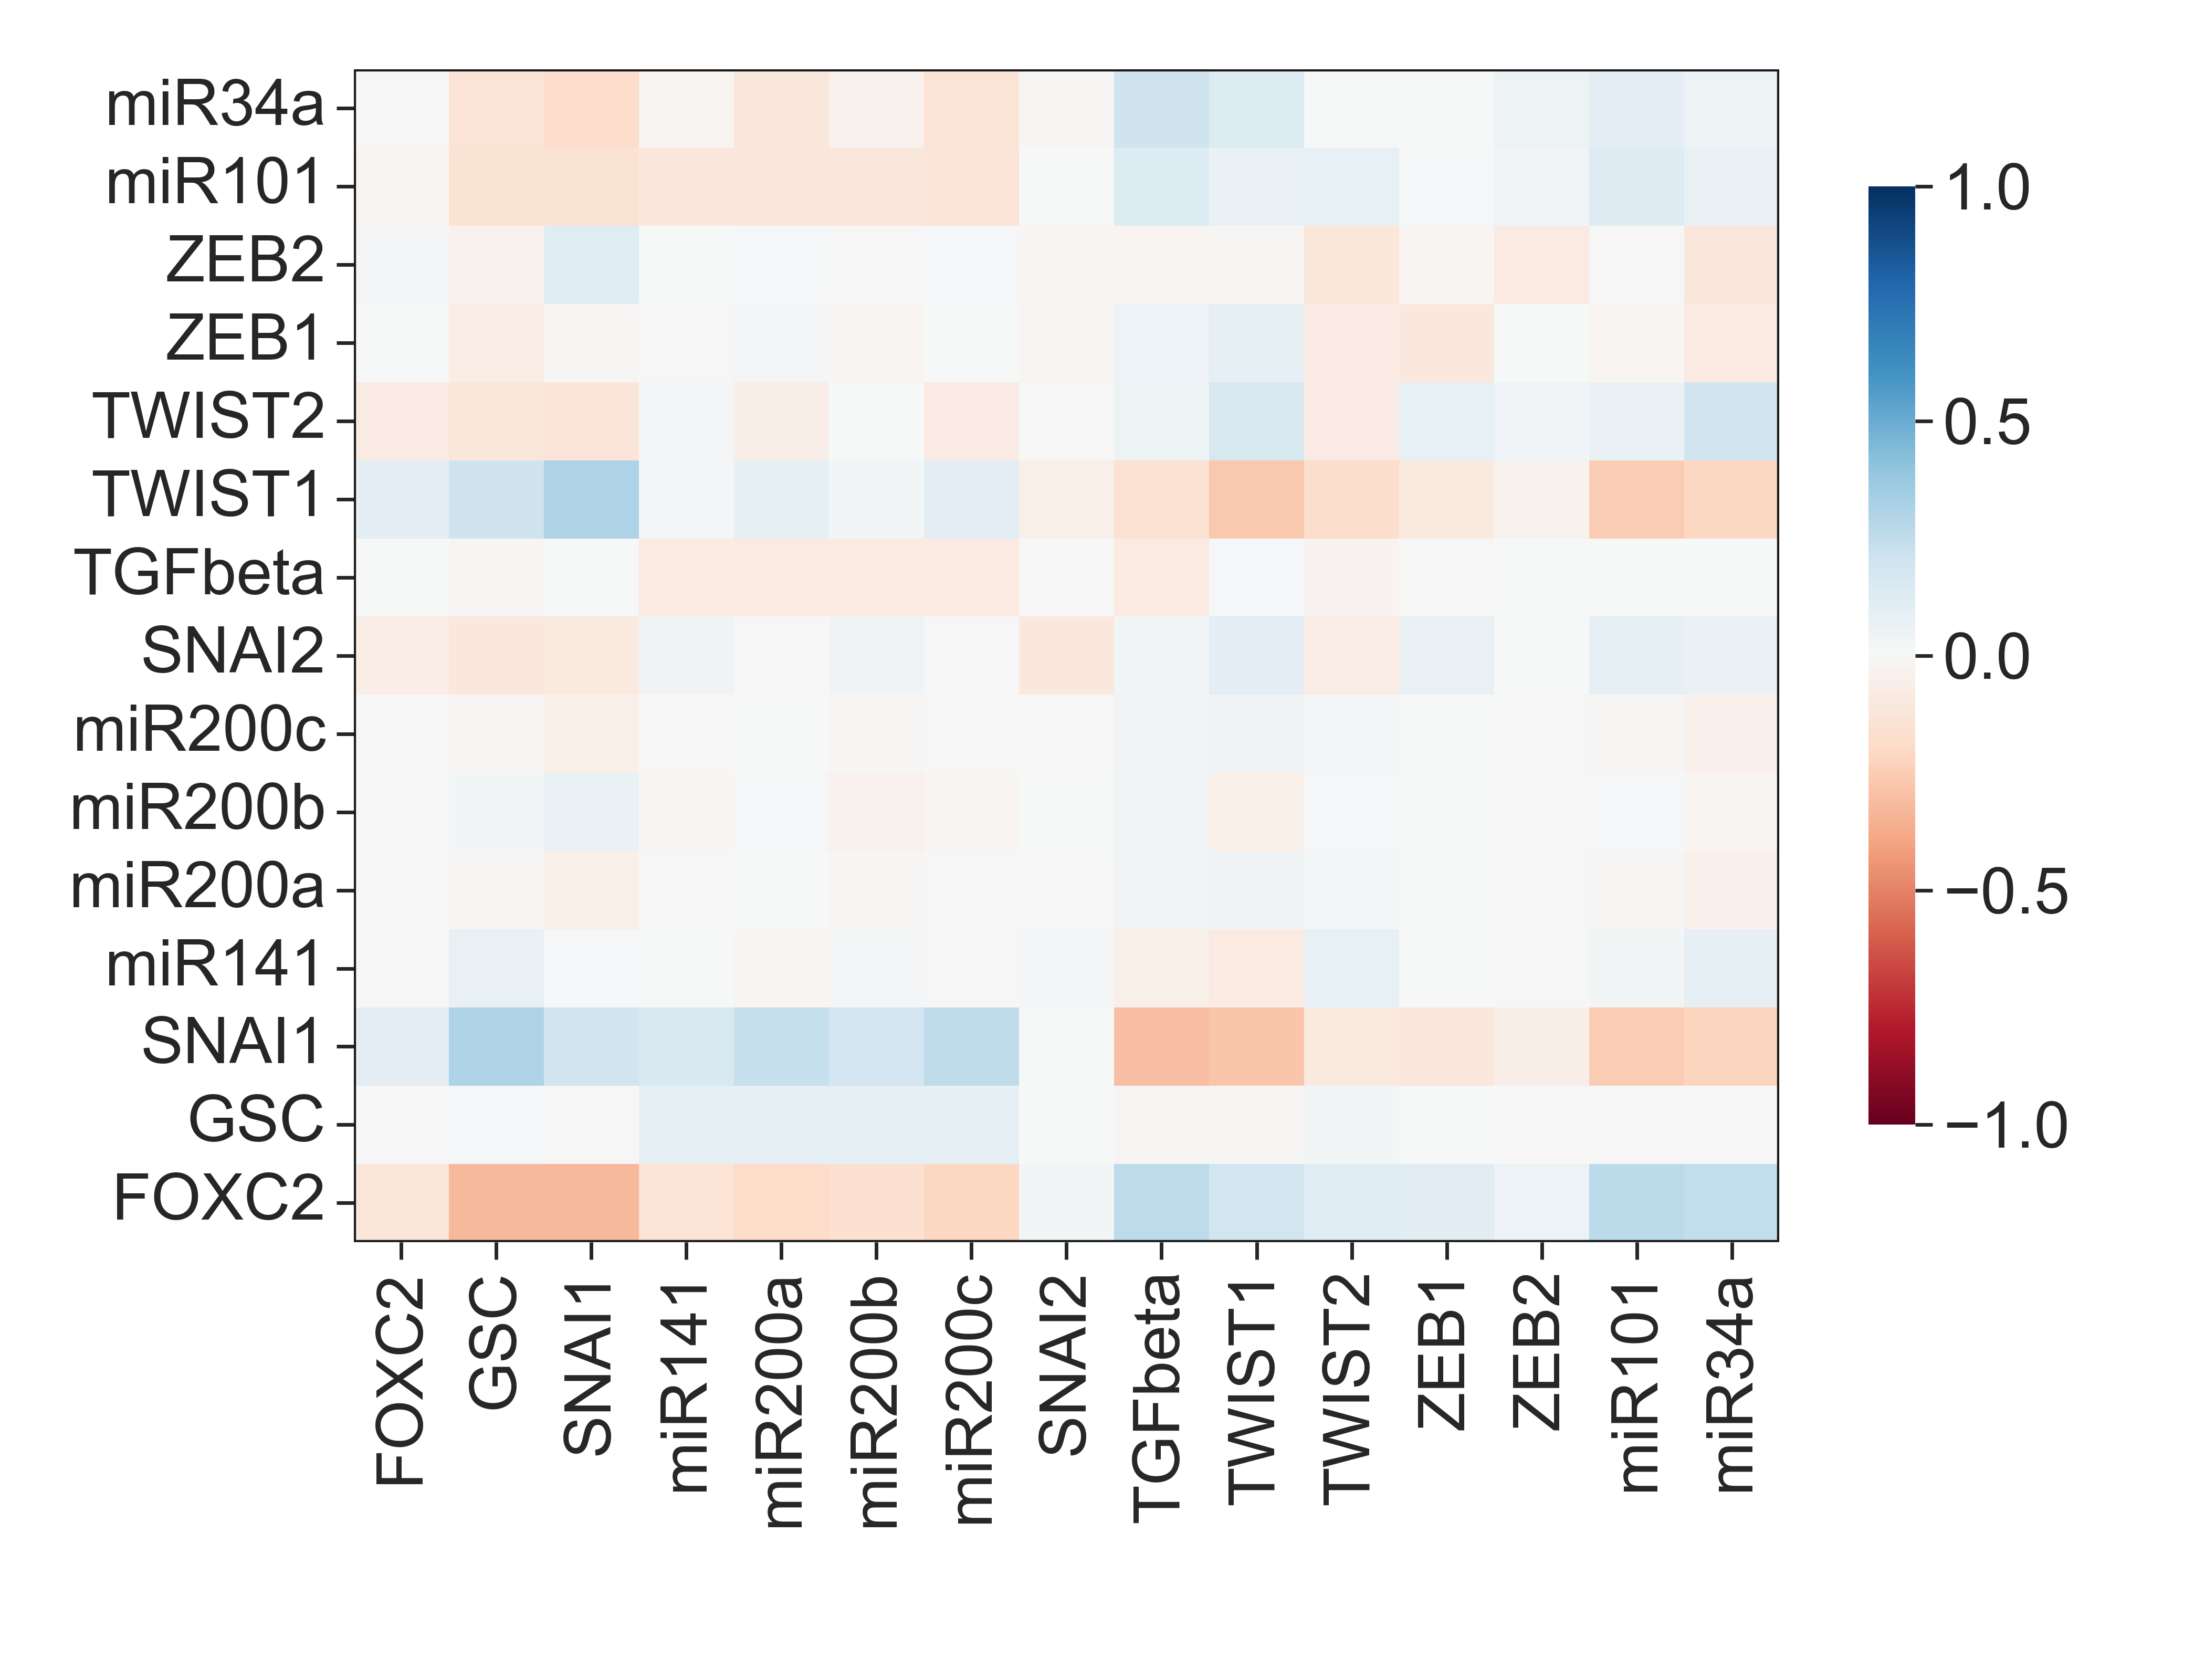 miR34a
miR101
ZEB2
ZEB1
TWIST2
TWIST1
TGFbeta
SNAI2
miR200c
miR200b
miR200a
miR141
SNAI1
GSC
FOXC2
FOXC2
GSC
SNAI1
miR141
miR200a
miR200b
miR200c
SNAI2
TGFbeta
TWIST1
TWIST2
ZEB1
ZEB2
miR101
miR34a
1.0
0.5
0.0
−0.5
−1.0